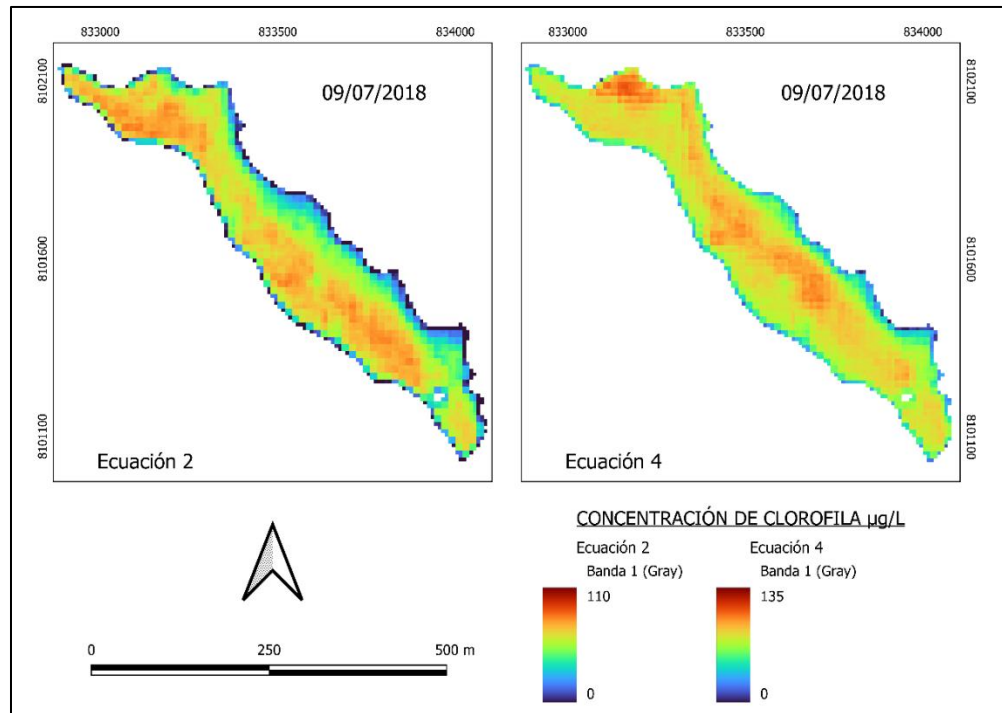 833000 833500 834000
833000 833500 834000
8102100
8101600
8101100
8102100
8101600
8101100
09/07/2018
09/07/2018
Ecuación 2
Ecuación 4
CONCENTRACIÓN DE CLOROFILA µg/L
Ecuación 2
Banda 1 (Gray)
110
0
Ecuación 4
Banda 1 (Gray)
135
0
0 250 500 m